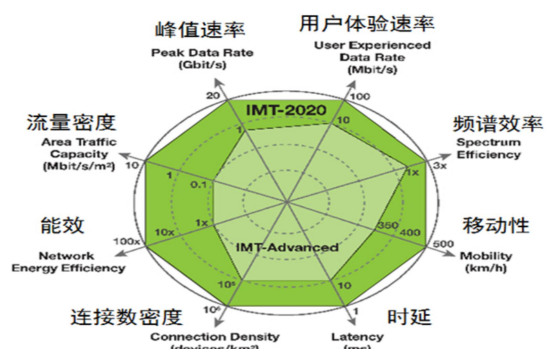 峰值速率
Peak Data Rate
(Gbit/s)
用户体验速率
User Experienced
Data Rate
(Mbit/s)
20
IMT-2020
100
1
10
流量密度
Area Traffic
Capacity
(Mbit/s/m²)
10
1
0.1
频谱效率
Spectrum
Efficiency
3x
1x
能效
Network
Energy Efficiency
100x
10x
1x
IMT-Advanced
移动性
Mobility
(km/h)
350
400
500
连接数密度
Connection Density
(devices/km²)
10⁵
10⁶
时延
Latency
(ms)
10
1